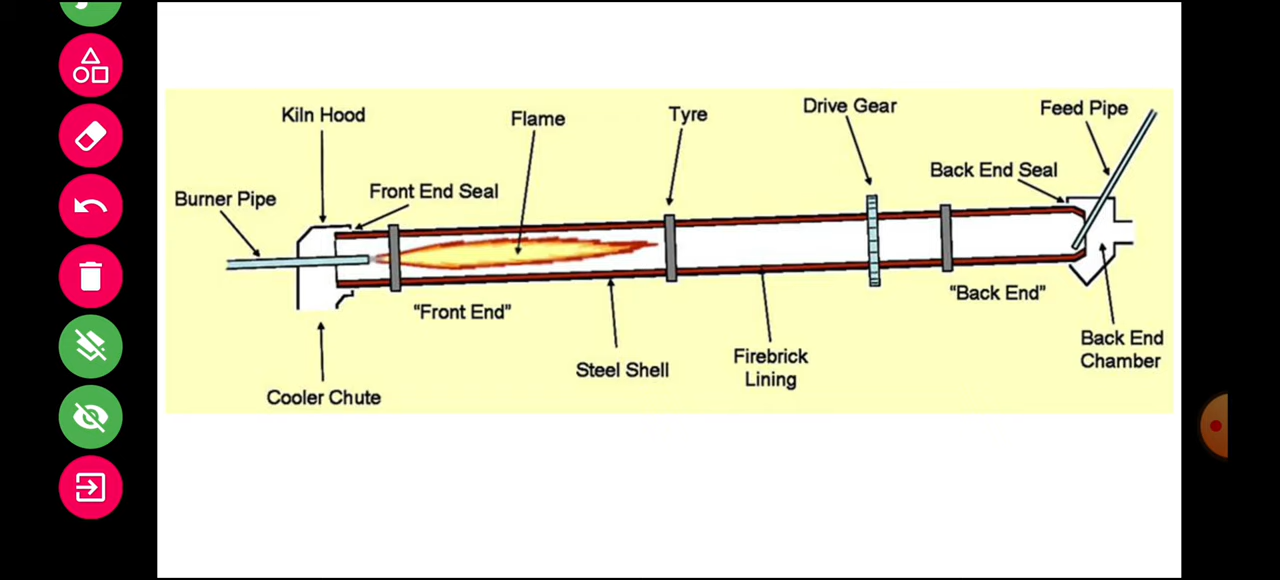 Kiln Hood
Flame
Tyre
Drive Gear
Feed Pipe
Burner Pipe
Front End Seal
Back End Seal
“Front End”
“Back End”
Steel Shell
Firebrick
Lining
Back End
Chamber
Cooler Chute